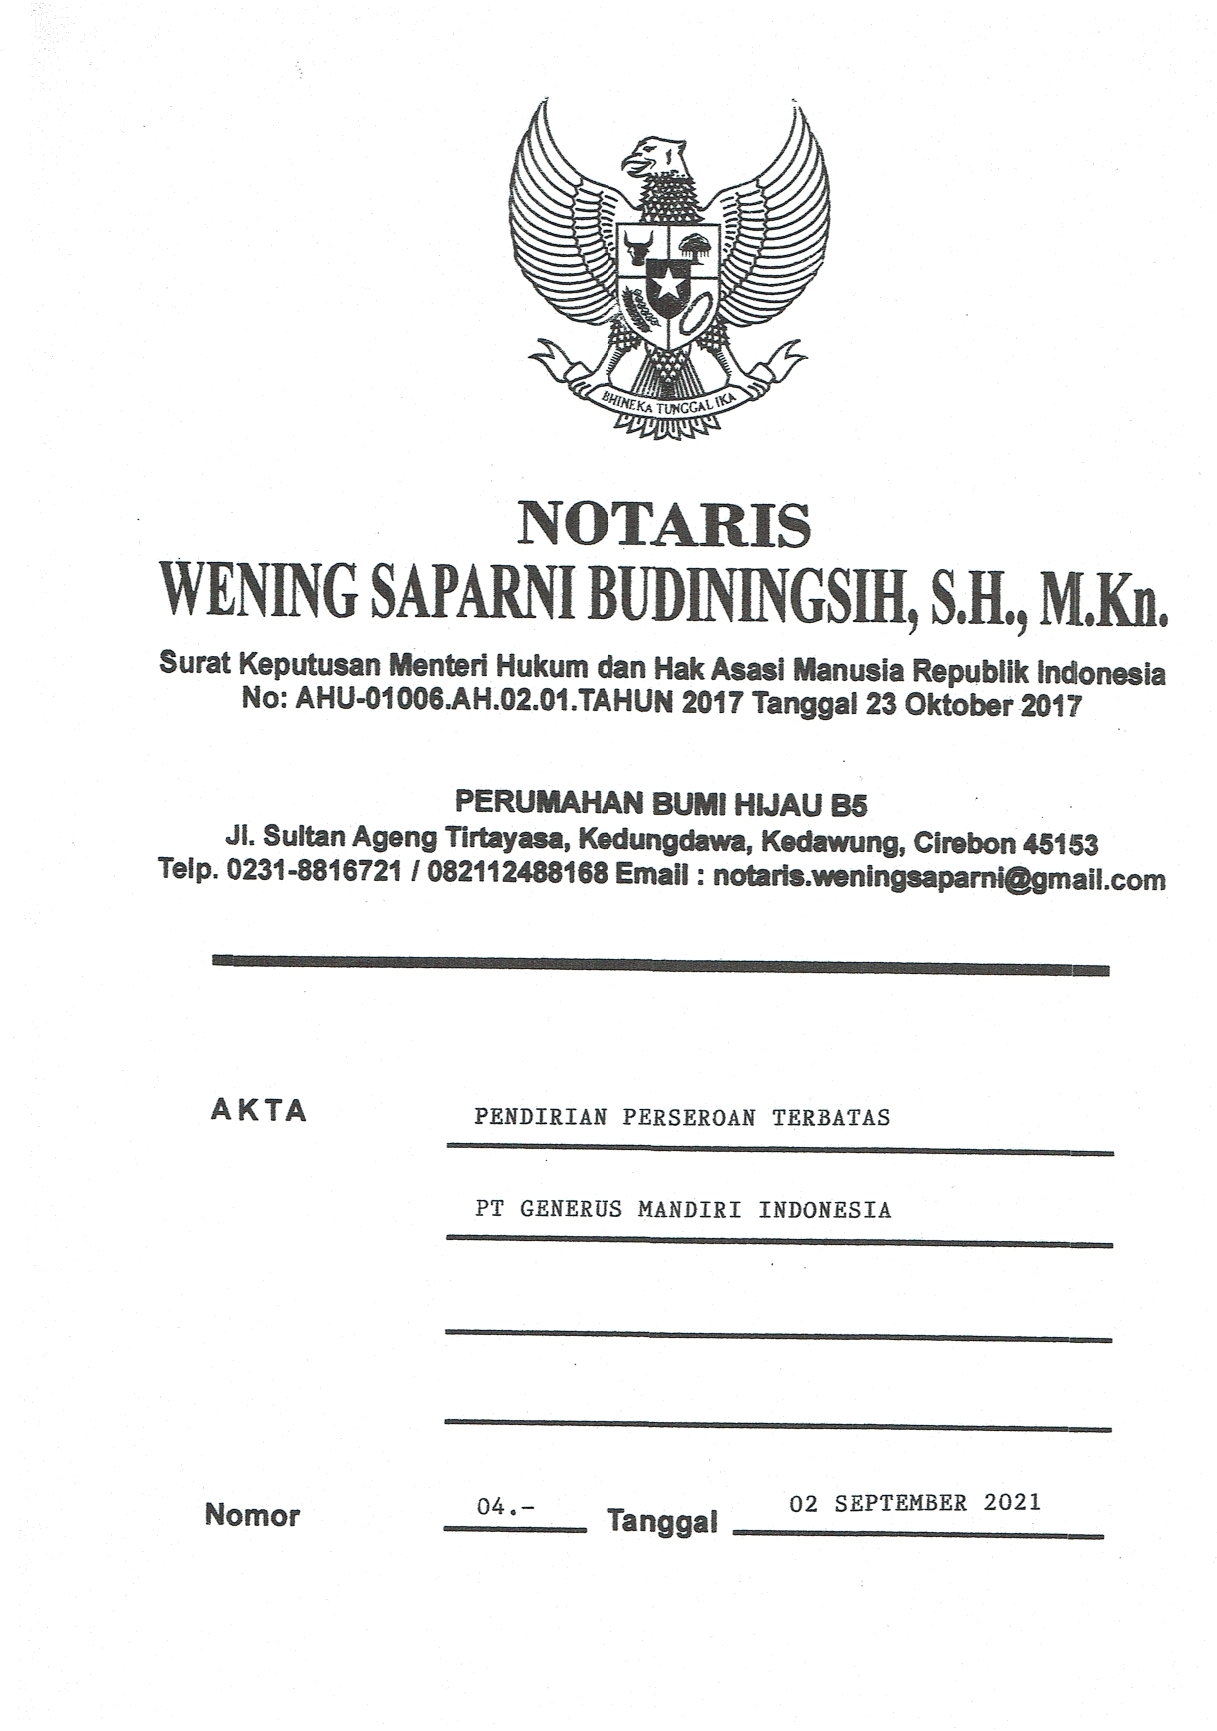 BHINEKA TUNGGAL IKA
NOTARIS
WENING SAPARNI BUDININGSIH, S.H., M.Kn.
Surat Keputusan Menteri Hukum dan Hak Asasi Manusia Republik Indonesia
No: AHU-01006.AH.02.01.TAHUN 2017 Tanggal 23 Oktober 2017
PERUMAHAN BUMI HIJAU B5
Jl. Sultan Ageng Tirtayasa, Kedungdawa, Kedawung, Cirebon 45153
Telp. 0231-8816721 / 082112488168 Email : notaris.weningsaparni@gmail.com
AKTA PENDIRIAN PERSEROAN TERBATAS
PT GENERUS MANDIRI INDONESIA
Nomor 04.- Tanggal 02 SEPTEMBER 2021